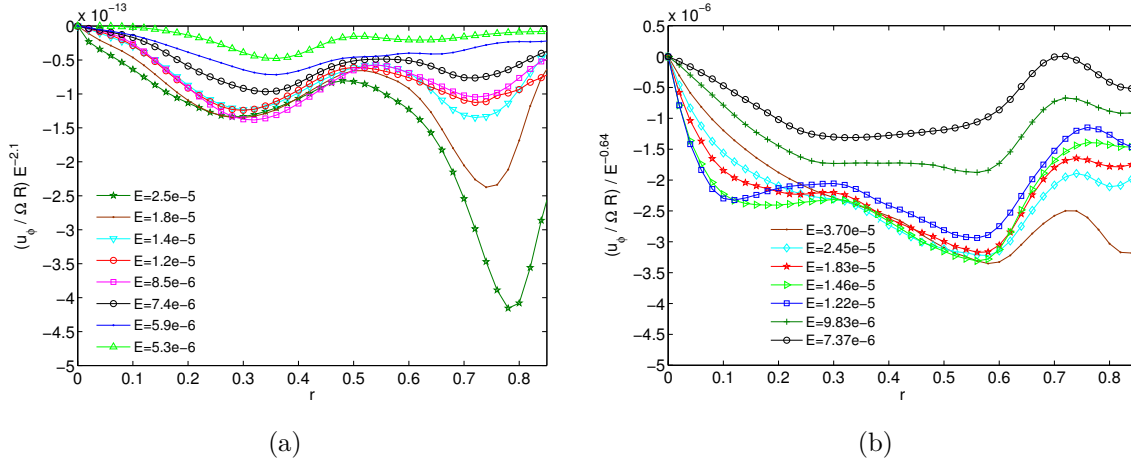 x 10⁻¹³
0
−0.5
−1
−1.5
−2
−2.5
−3
−3.5
−4
−4.5
−5
(u_ϕ / Ω R) E^−2.1
E=2.5e−5
E=1.8e−5
E=1.4e−5
E=1.2e−5
E=8.5e−6
E=7.4e−6
E=5.9e−6
E=5.3e−6
0 0.1 0.2 0.3 0.4 0.5 0.6 0.7 0.8
r
(a)
x 10⁻⁶
0.5
0
−0.5
−1
−1.5
−2
−2.5
−3
−3.5
−4
−4.5
−5
(u_ϕ / Ω R) / E^−0.64
E=3.70e−5
E=2.45e−5
E=1.83e−5
E=1.46e−5
E=1.22e−5
E=9.83e−6
E=7.37e−6
0 0.1 0.2 0.3 0.4 0.5 0.6 0.7 0.8
r
(b)